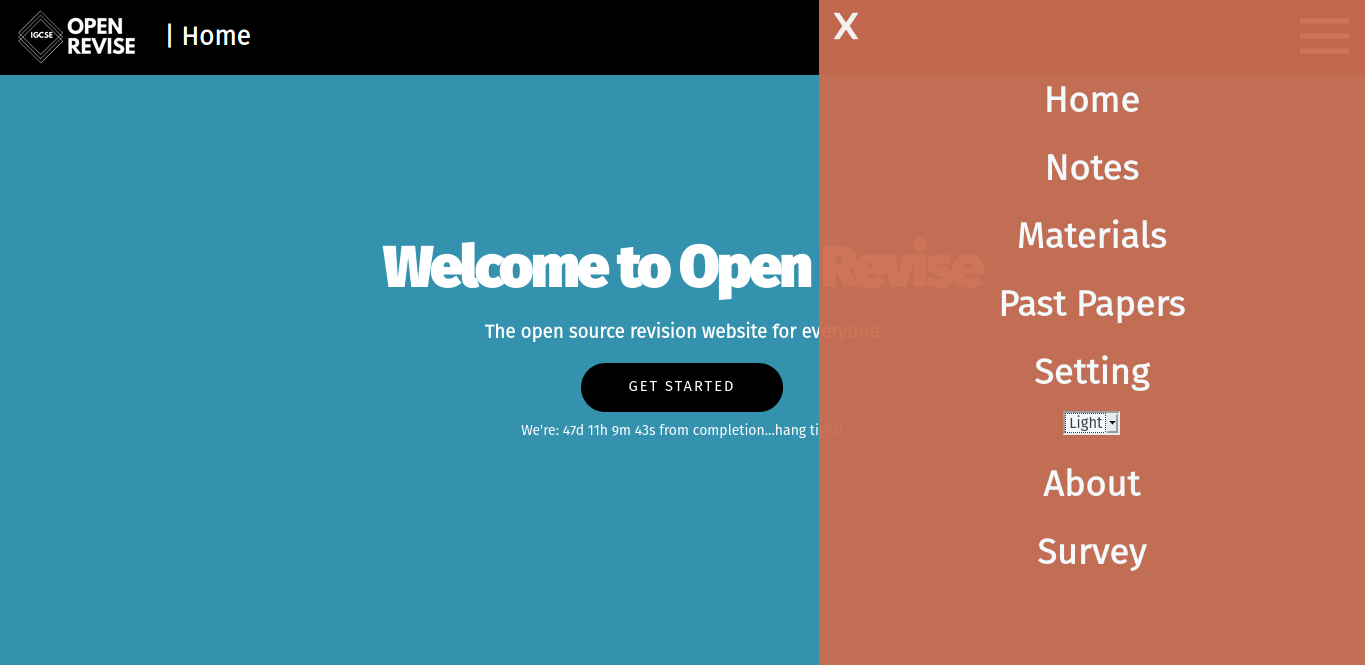 IGCSE
OPEN
REVISE
| Home
X
Home
Notes
Materials
Past Papers
Setting
Light
About
Survey
Welcome to Open Revise
The open source revision website for everyone
GET STARTED
We're: 47d 11h 9m 43s from completion...hang tight!